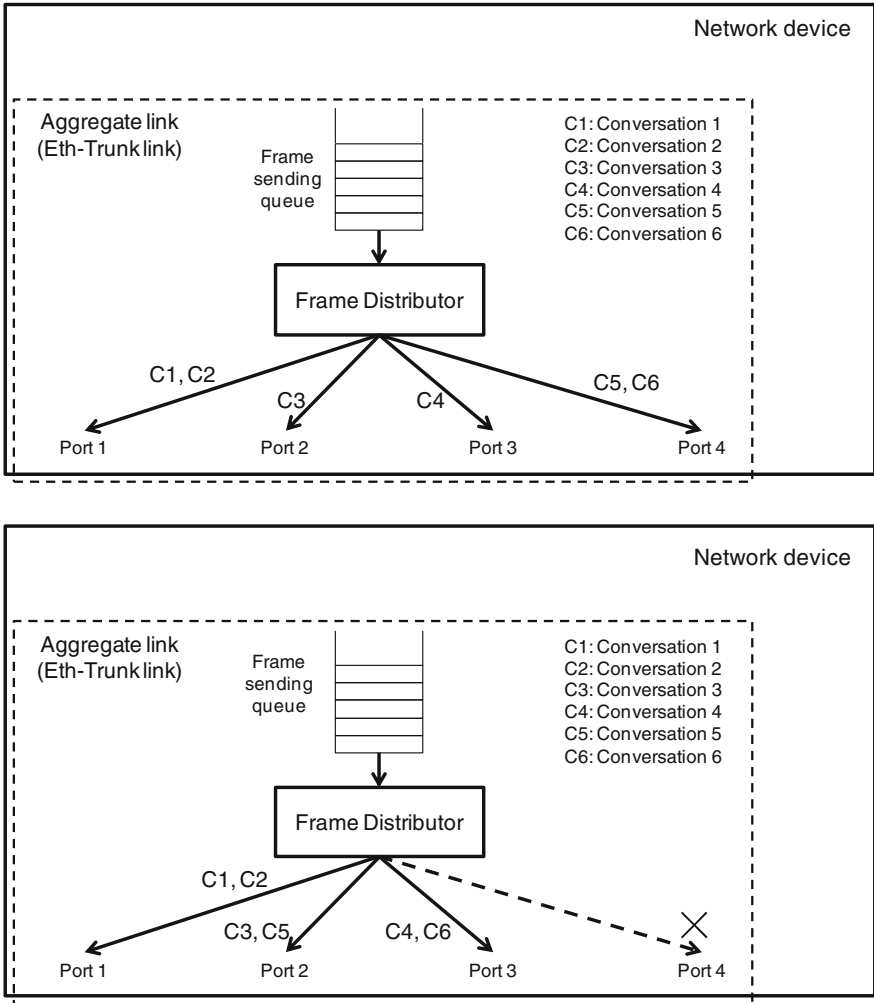 Network device
Aggregate link
(Eth-Trunk link)
Frame
sending
queue
C1: Conversation 1
C2: Conversation 2
C3: Conversation 3
C4: Conversation 4
C5: Conversation 5
C6: Conversation 6
Frame Distributor
C1, C2
C3
C4
C5, C6
Port 1
Port 2
Port 3
Port 4
Network device
Aggregate link
(Eth-Trunk link)
Frame
sending
queue
C1: Conversation 1
C2: Conversation 2
C3: Conversation 3
C4: Conversation 4
C5: Conversation 5
C6: Conversation 6
Frame Distributor
C1, C2
C3, C5
C4, C6
Port 1
Port 2
Port 3
Port 4